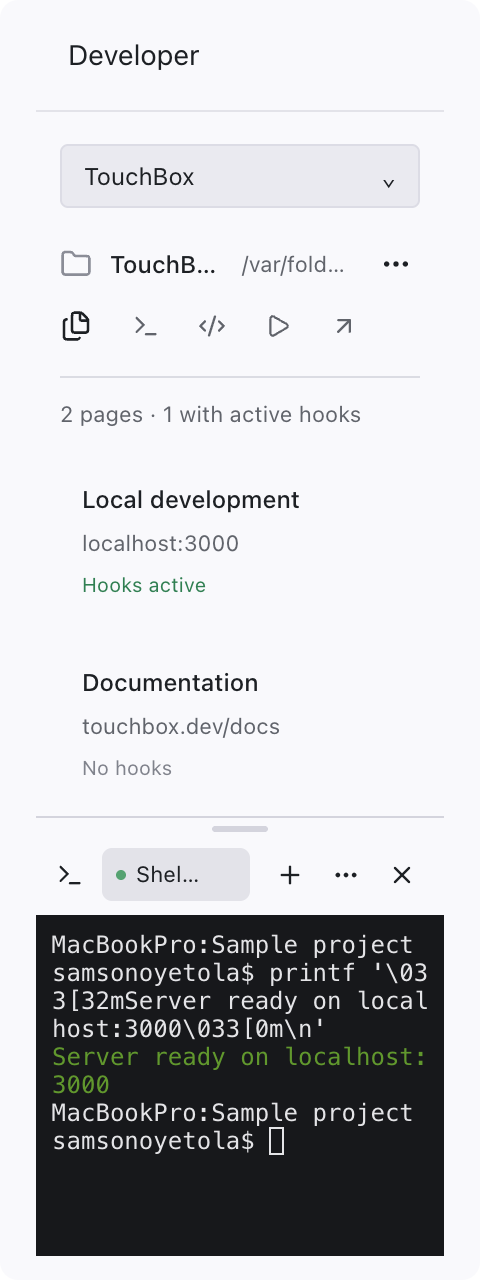 Developer
TouchBox
TouchB... /var/fold...
2 pages · 1 with active hooks
Local development
localhost:3000
Hooks active
Documentation
touchbox.dev/docs
No hooks
Shel...
MacBookPro:Sample project
samsonoyetola$ printf '\03
3[32mServer ready on local
host:3000\033[0m\n'
Server ready on localhost:
3000
MacBookPro:Sample project
samsonoyetola$